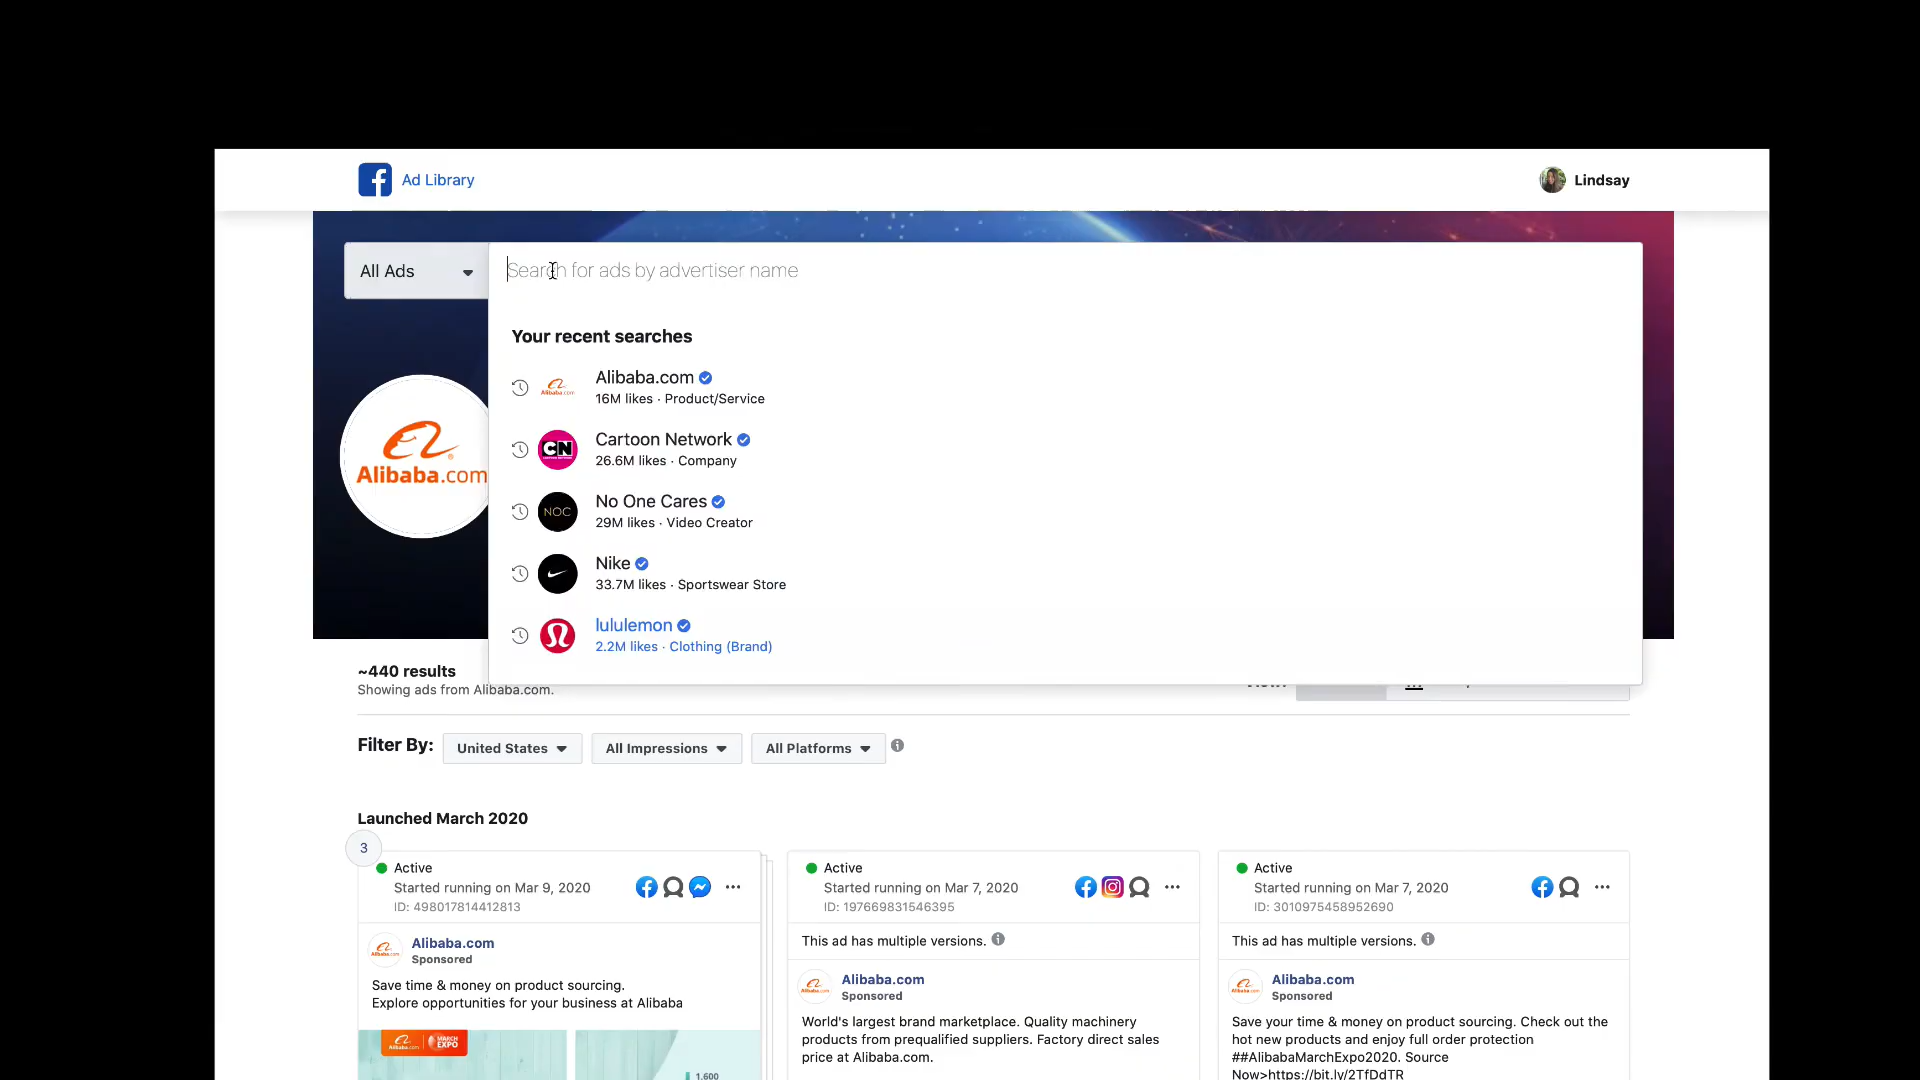 Ad Library
Lindsay
All Ads
Search for ads by advertiser name
Your recent searches
Alibaba.com
16M likes · Product/Service
Cartoon Network
26.6M likes · Company
No One Cares
29M likes · Video Creator
Nike
33.7M likes · Sportswear Store
lululemon
2.2M likes · Clothing (Brand)
CN
NOC
Alibaba.com
~440 results
Showing ads from Alibaba.com.
Filter By:
United States
All Impressions
All Platforms
Launched March 2020
3
Active
Started running on Mar 9, 2020
ID: 498017814412813
Alibaba.com
Sponsored
Save time & money on product sourcing.
Explore opportunities for your business at Alibaba
Alibaba.com
MARCH
EXPO
1,600
Active
Started running on Mar 7, 2020
ID: 197669831546395
This ad has multiple versions.
Alibaba.com
Sponsored
World's largest brand marketplace. Quality machinery
products from prequalified suppliers. Factory direct sales
price at Alibaba.com.
Active
Started running on Mar 7, 2020
ID: 3010975458952690
This ad has multiple versions.
Alibaba.com
Sponsored
Save your time & money on product sourcing. Check out the
hot new products and enjoy full order protection
##AlibabaMarchExpo2020. Source
Now>https://bit.ly/2TfDdTR